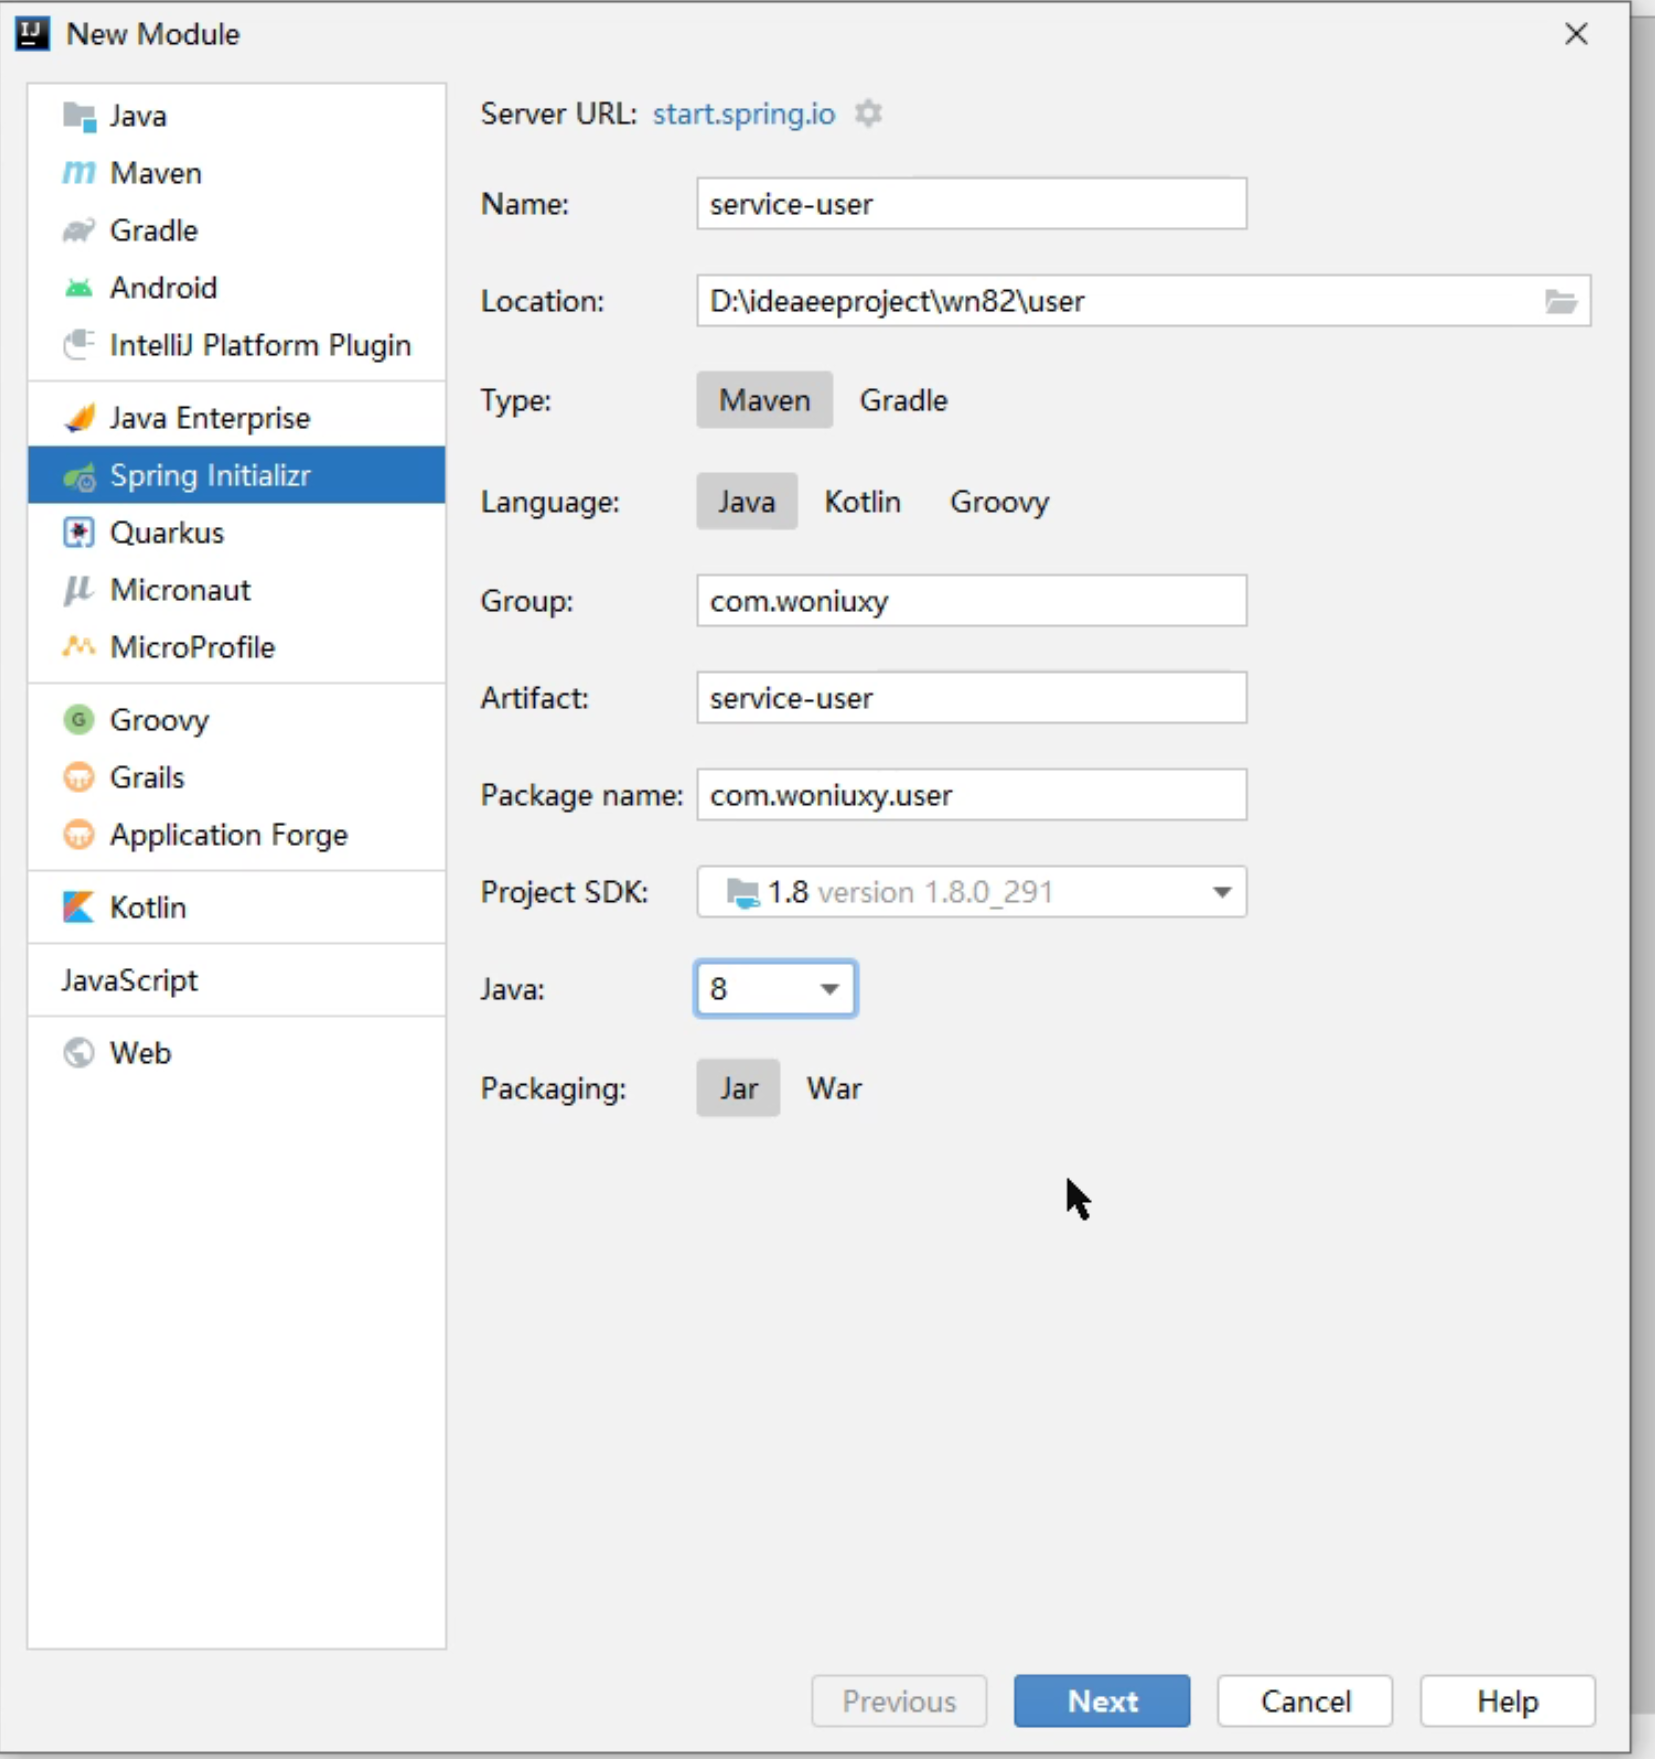 New Module
Java
Maven
Gradle
Android
IntelliJ Platform Plugin
Java Enterprise
Spring Initializr
Quarkus
Micronaut
MicroProfile
Groovy
Grails
Application Forge
Kotlin
JavaScript
Web
Server URL: start.spring.io
Name: service-user
Location: D:\ideaeeproject\wn82\user
Type: Maven Gradle
Language: Java Kotlin Groovy
Group: com.woniuxy
Artifact: service-user
Package name: com.woniuxy.user
Project SDK: 1.8 version 1.8.0_291
Java: 8
Packaging: Jar War
Previous Next Cancel Help